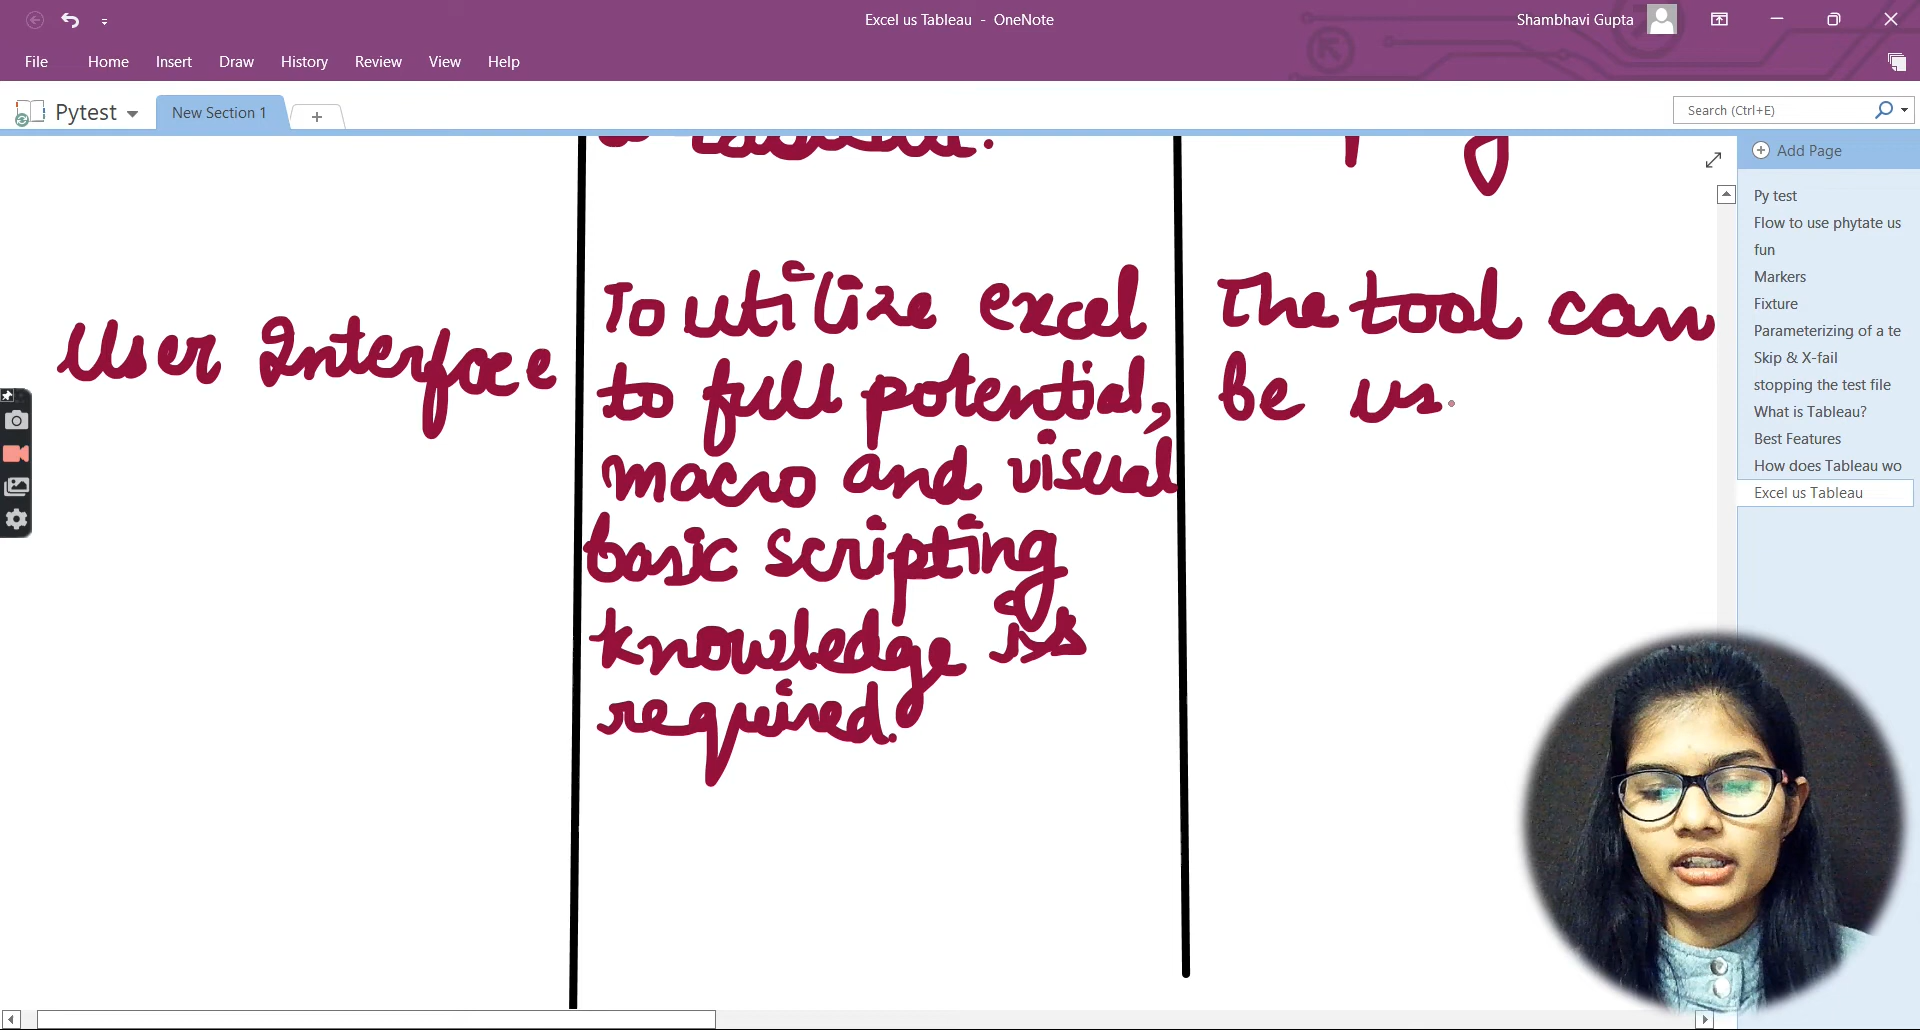 Excel us Tableau - OneNote
Shambhavi Gupta
File Home Insert Draw History Review View Help
Pytest
New Section 1
+
Search (Ctrl+E)
Add Page
Py test
Flow to use phytate us
fun
Markers
Fixture
Parameterizing of a te
Skip & X-fail
stopping the test file
What is Tableau?
Best Features
How does Tableau wo
Excel us Tableau
User Interface
To utilize excel
to full potential,
macro and visual
basic scripting
knowledge is
required.
The tool can
be us